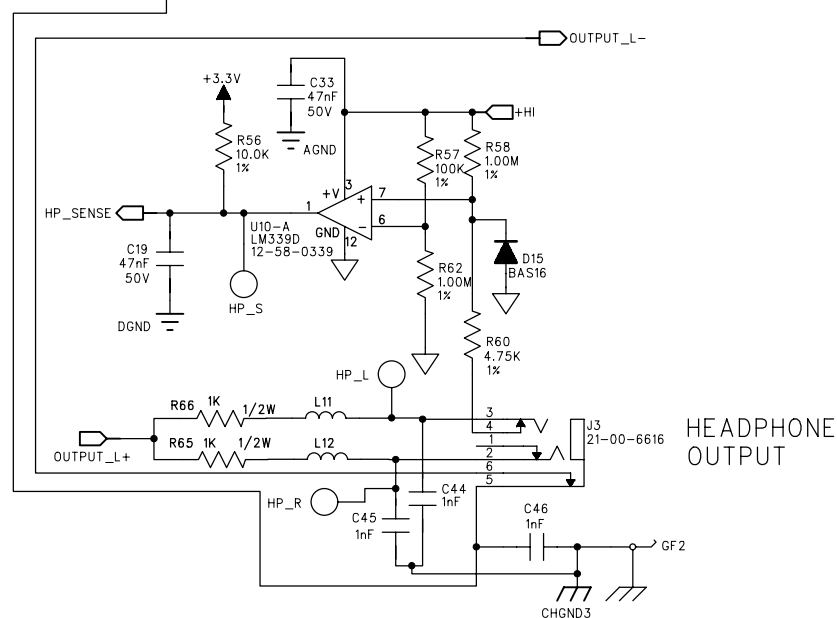 OUTPUT_L-
+3.3V
C33
47nF
50V
+HI
R56
10.0K
1%
AGND
R57
100K
1%
R58
1.00M
1%
+V
3
+
7
HP_SENSE
1
U10-A
LM339D
12-58-0339
GND
-
6
12
C19
47nF
50V
HP_S
DGND
R62
1.00M
1%
D15
BAS16
R60
4.75K
1%
HP_L
R66
1K
1/2W
L11
3
4
J3
21-00-6616
HEADPHONE
OUTPUT
OUTPUT_L+
R65
1K
1/2W
L12
1
2
6
5
HP_R
C45
1nF
C44
1nF
C46
1nF
GF2
CHGND3